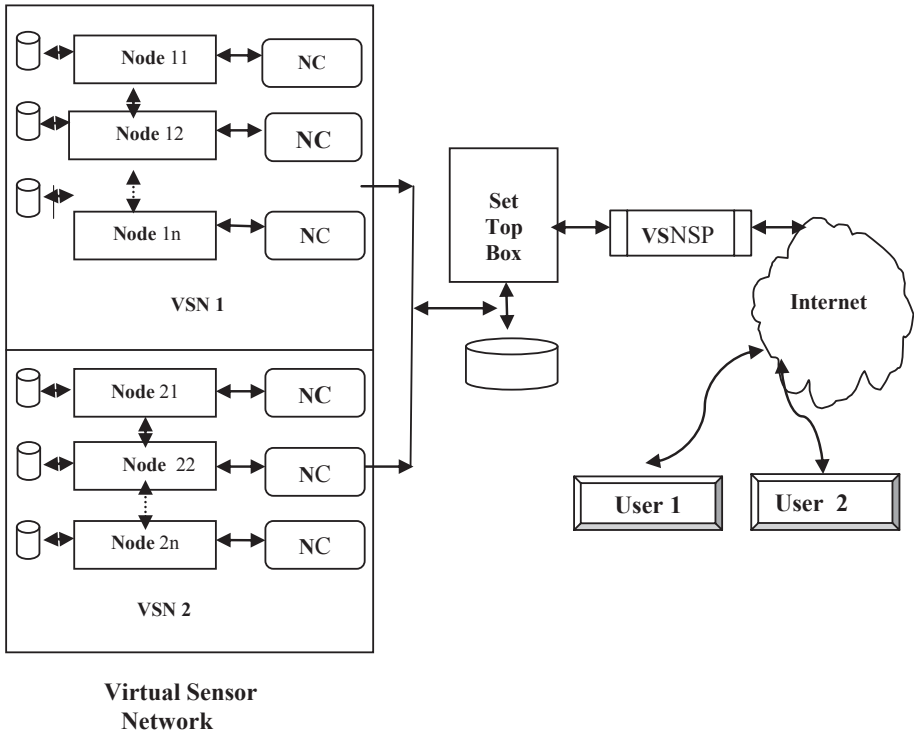 Node 11
NC
Node 12
NC
Node 1n
NC
VSN 1
Node 21
NC
Node 22
NC
Node 2n
NC
VSN 2
Virtual Sensor
Network
Set
Top
Box
VSNSP
Internet
User 1
User 2